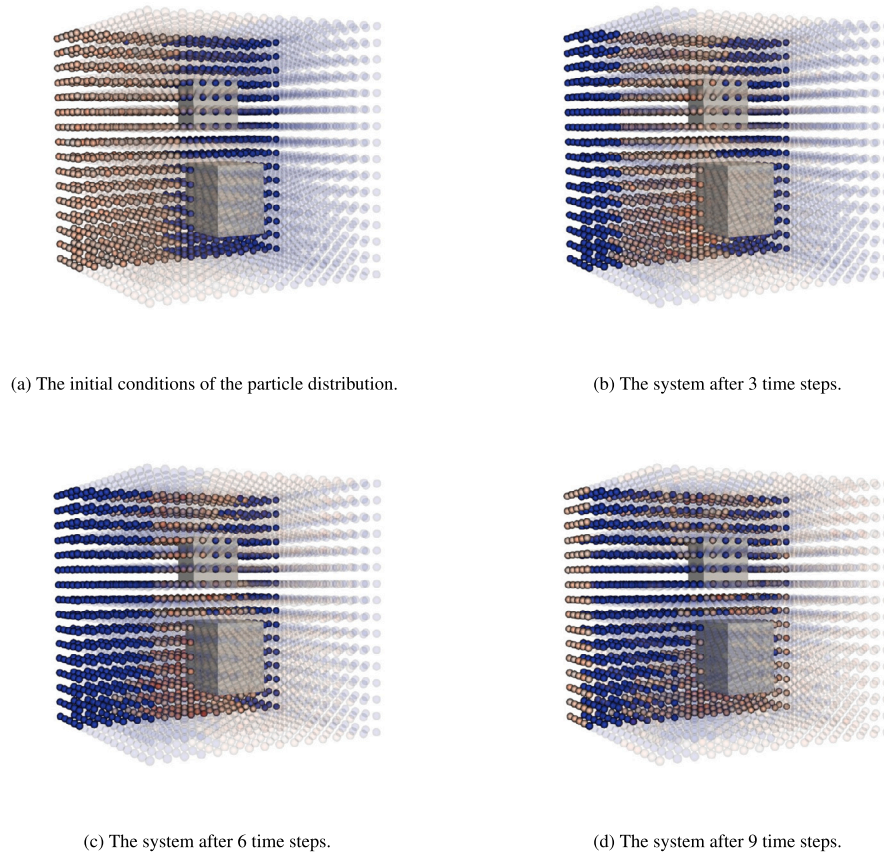 (a) The initial conditions of the particle distribution.
(b) The system after 3 time steps.
(c) The system after 6 time steps.
(d) The system after 9 time steps.